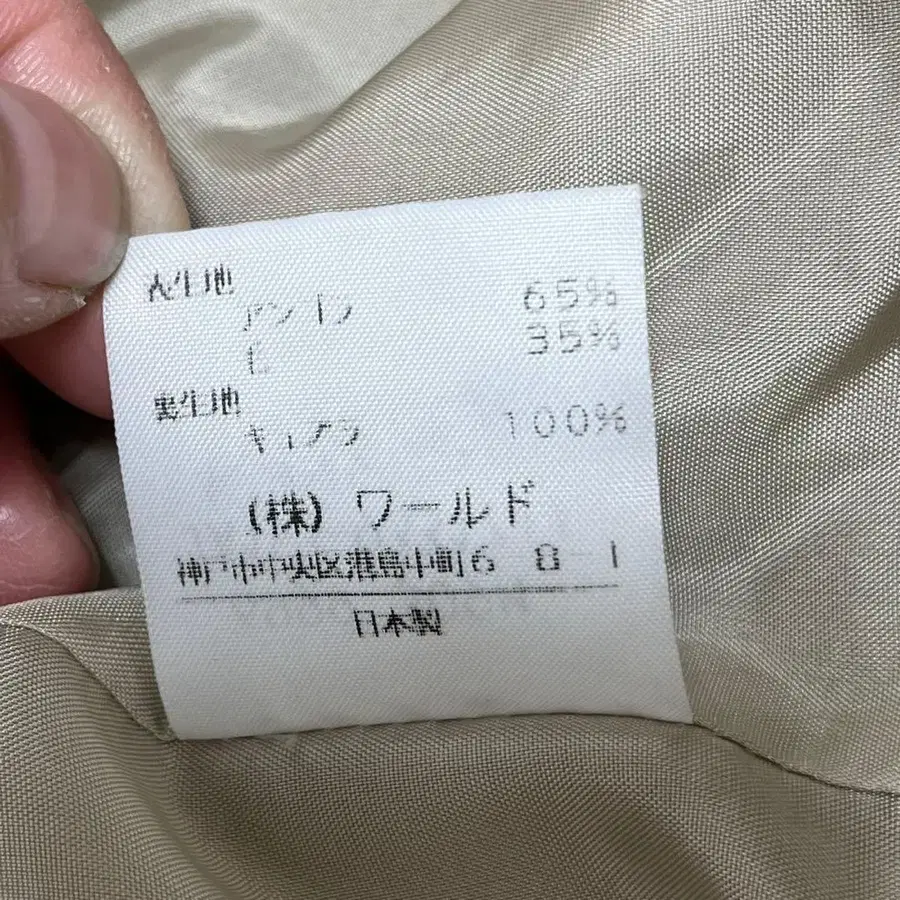 表生地
アンゴラ 65%
毛 35%
裏生地
キュプラ 100%
(株) ワールド
神戸市中央区港島中町6 8 1
日本製